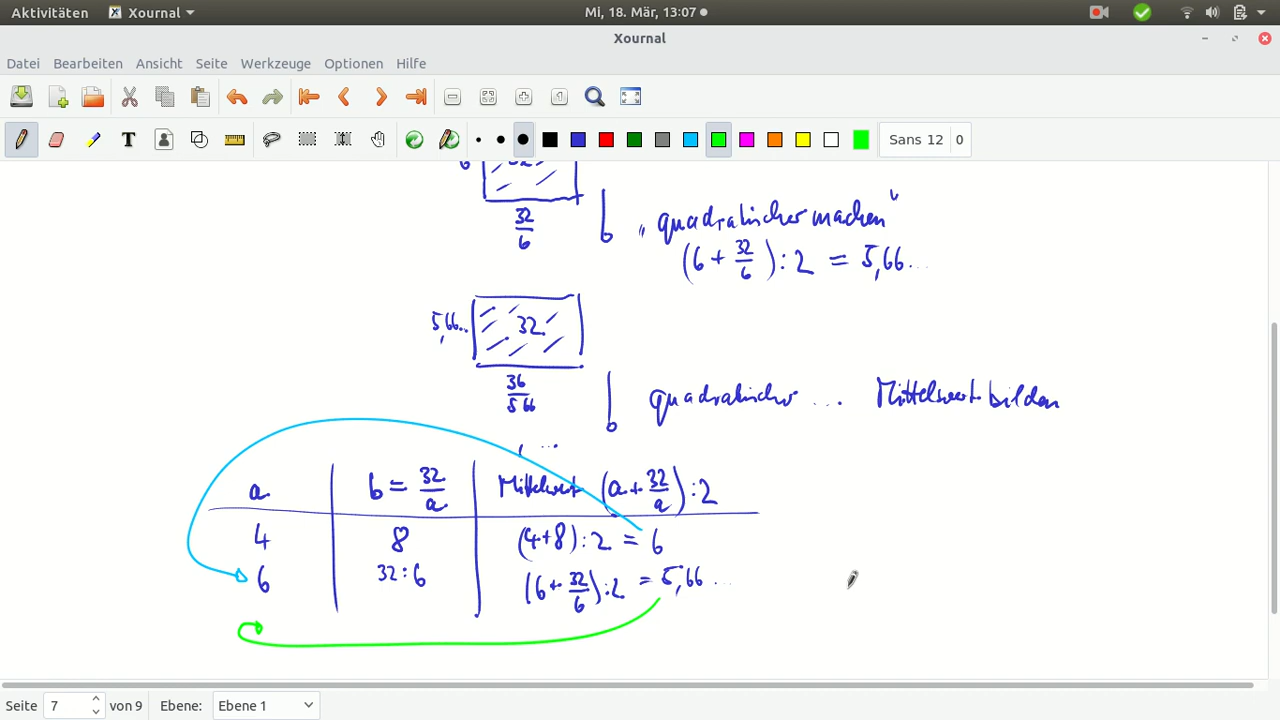 Aktivitäten Xournal Mi, 18. Mär, 13:07
Xournal
Datei Bearbeiten Ansicht Seite Werkzeuge Optionen Hilfe
Sans 12 0
6 32
32/6
„quadratischer machen“
(6 + 32/6) : 2 = 5,66...
5,66.. 32
36/5,66
quadratischer ... Mittelwert bilden
...
a b = 32/a Mittelwert (a + 32/a) : 2
4 8 (4+8) : 2 = 6
6 32:6 (6 + 32/6) : 2 = 5,66 ...
Seite 7 von 9 Ebene: Ebene 1